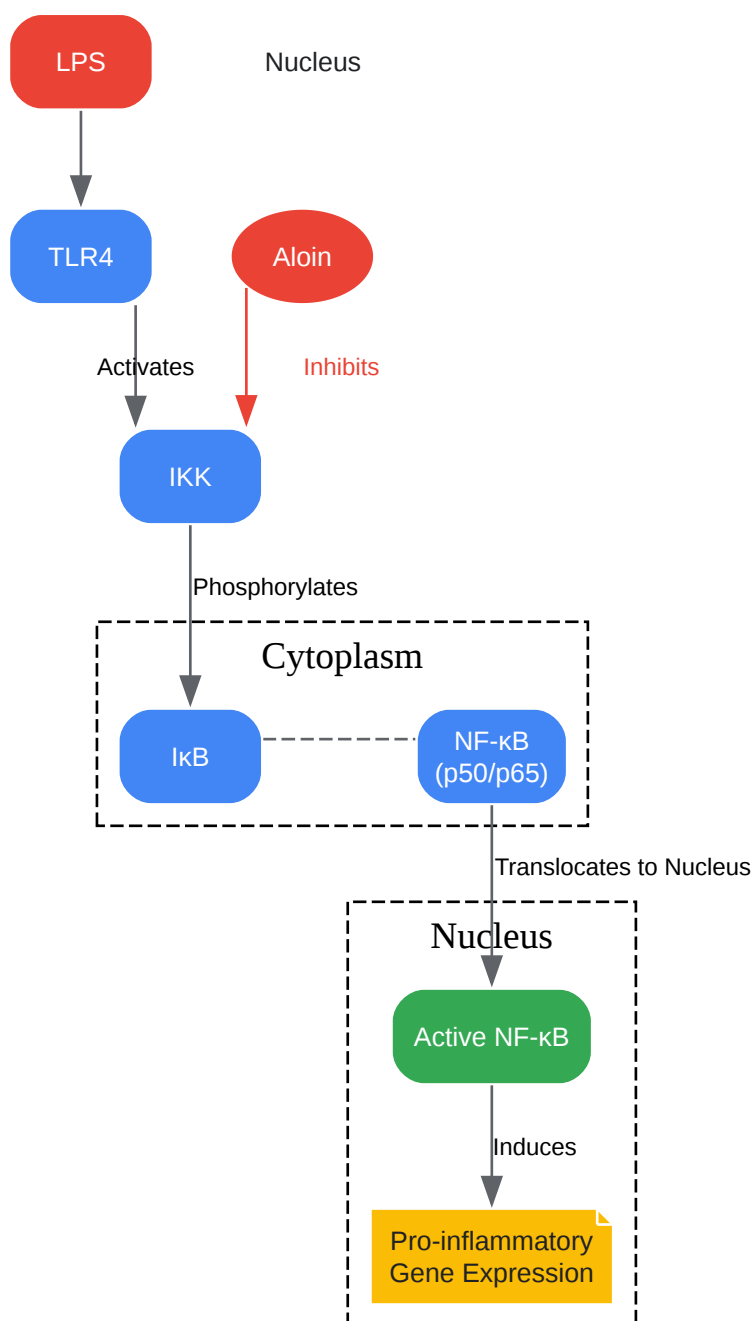 LPS
Nucleus
TLR4
Aloin
Activates
Inhibits
IKK
Phosphorylates
Cytoplasm
IκB
NF-κB
(p50/p65)
Translocates to Nucleus
Nucleus
Active NF-κB
Induces
Pro-inflammatory
Gene Expression